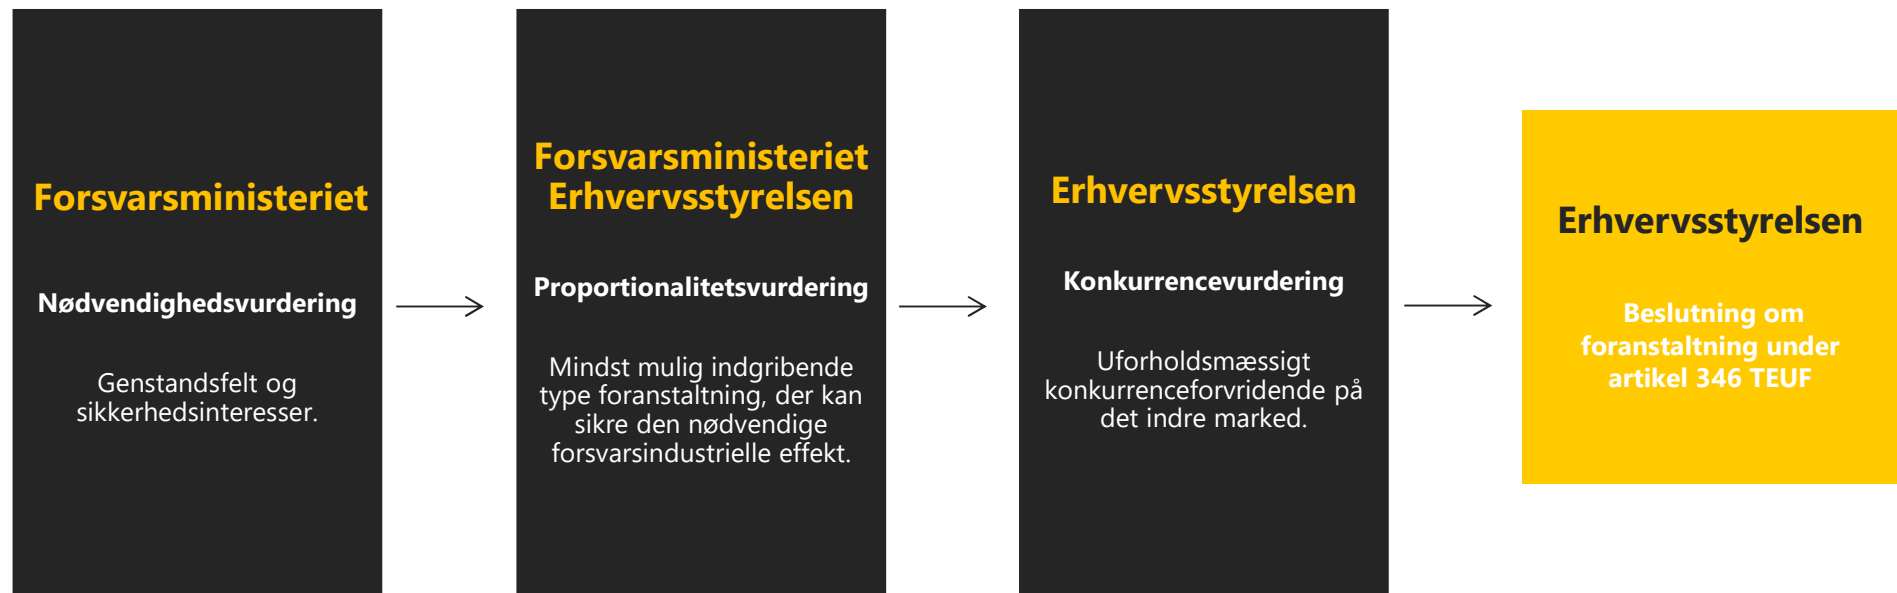 Forsvarsministeriet
Nødvendighedsvurdering
Genstandsfelt og
sikkerhedsinteresser.
Forsvarsministeriet
Erhvervsstyrelsen
Proportionalitetsvurdering
Mindst mulig indgribende
type foranstaltning, der kan
sikre den nødvendige
forsvarsindustrielle effekt.
Erhvervsstyrelsen
Konkurrencevurdering
Uforholdsmæssigt
konkurrenceforvridende på
det indre marked.
Erhvervsstyrelsen
Beslutning om
foranstaltning under
artikel 346 TEUF